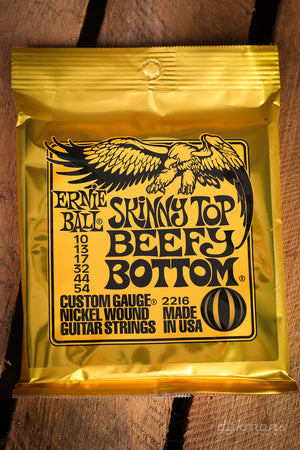 ERNIE
BALL®
SKINNY TOP
BEEFY
BOTTOM®
10
13
17
32
44
54
CUSTOM GAUGE® 2216
NICKEL WOUND MADE
GUITAR STRINGS IN USA
dijkmans